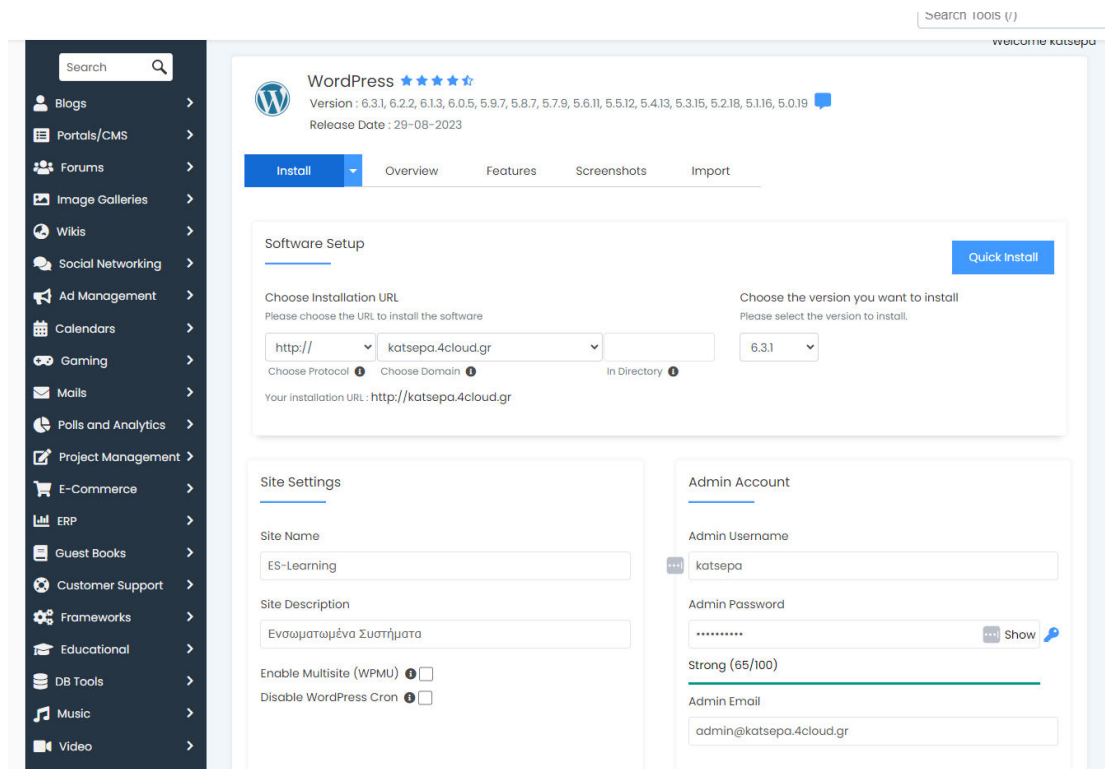 Search Tools (/)
Welcome katsepa
Search
Blogs
Portals/CMS
Forums
Image Galleries
Wikis
Social Networking
Ad Management
Calendars
Gaming
Mails
Polls and Analytics
Project Management
E-Commerce
ERP
Guest Books
Customer Support
Frameworks
Educational
DB Tools
Music
Video
WordPress
Version : 6.3.1, 6.2.2, 6.1.3, 6.0.5, 5.9.7, 5.8.7, 5.7.9, 5.6.11, 5.5.12, 5.4.13, 5.3.15, 5.2.18, 5.1.16, 5.0.19
Release Date : 29-08-2023
Install Overview Features Screenshots Import
Software Setup
Quick Install
Choose Installation URL
Please choose the URL to install the software
http:// katsepa.4cloud.gr
Choose Protocol Choose Domain In Directory
Your installation URL : http://katsepa.4cloud.gr
Choose the version you want to install
Please select the version to install.
6.3.1
Site Settings
Site Name
ES-Learning
Site Description
Ενσωματωμένα Συστήματα
Enable Multisite (WPMU)
Disable WordPress Cron
Admin Account
Admin Username
katsepa
Admin Password
•••••••••• Show
Strong (65/100)
Admin Email
admin@katsepa.4cloud.gr